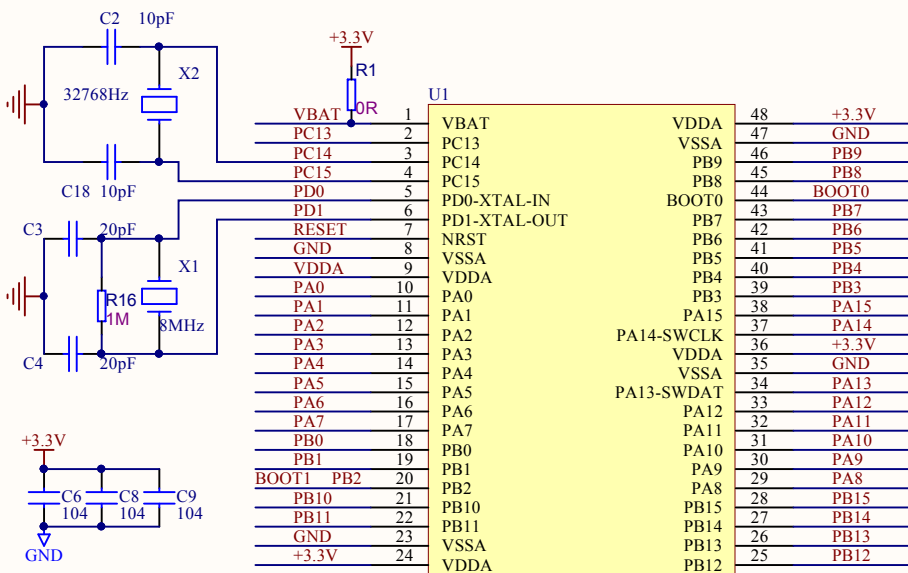 C2 10pF
X2
32768Hz
C18 10pF
C3 20pF
X1
R16
1M
8MHz
C4 20pF
+3.3V
C6 C8 C9
104 104 104
GND
+3.3V
R1
0R
U1
VBAT 1 VBAT VDDA 48 +3.3V
PC13 2 PC13 VSSA 47 GND
PC14 3 PC14 PB9 46 PB9
PC15 4 PC15 PB8 45 PB8
PD0 5 PD0-XTAL-IN BOOT0 44 BOOT0
PD1 6 PD1-XTAL-OUT PB7 43 PB7
RESET 7 NRST PB6 42 PB6
GND 8 VSSA PB5 41 PB5
VDDA 9 VDDA PB4 40 PB4
PA0 10 PA0 PB3 39 PB3
PA1 11 PA1 PA15 38 PA15
PA2 12 PA2 PA14-SWCLK 37 PA14
PA3 13 PA3 VDDA 36 +3.3V
PA4 14 PA4 VSSA 35 GND
PA5 15 PA5 PA13-SWDAT 34 PA13
PA6 16 PA6 PA12 33 PA12
PA7 17 PA7 PA11 32 PA11
PB0 18 PB0 PA10 31 PA10
PB1 19 PB1 PA9 30 PA9
BOOT1 PB2 20 PB2 PA8 29 PA8
PB10 21 PB10 PB15 28 PB15
PB11 22 PB11 PB14 27 PB14
GND 23 VSSA PB13 26 PB13
+3.3V 24 VDDA PB12 25 PB12